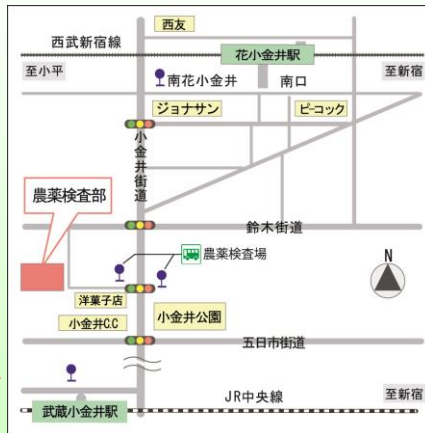 西友
西武新宿線
花小金井駅
至小平
南花小金井
南口
至新宿
ジョナサン
ピーコック
小金井街道
農薬検査部
鈴木街道
農薬検査場
N
洋菓子店
小金井C.C
小金井公園
五日市街道
JR中央線
至新宿
武蔵小金井駅